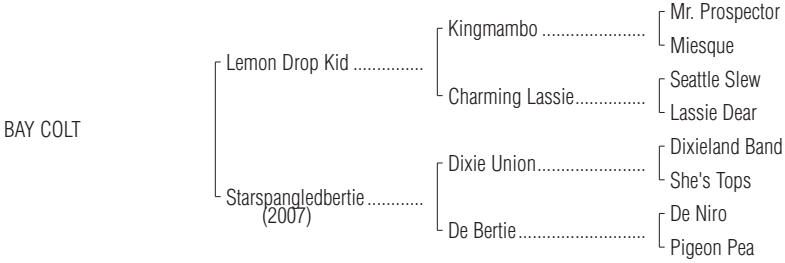 Mr. Prospector
Kingmambo ......................
Miesque
Lemon Drop Kid ...............
Seattle Slew
Charming Lassie...............
Lassie Dear
BAY COLT
Dixieland Band
Dixie Union.......................
She's Tops
Starspangledbertie ............
(2007)
De Niro
De Bertie ...........................
Pigeon Pea